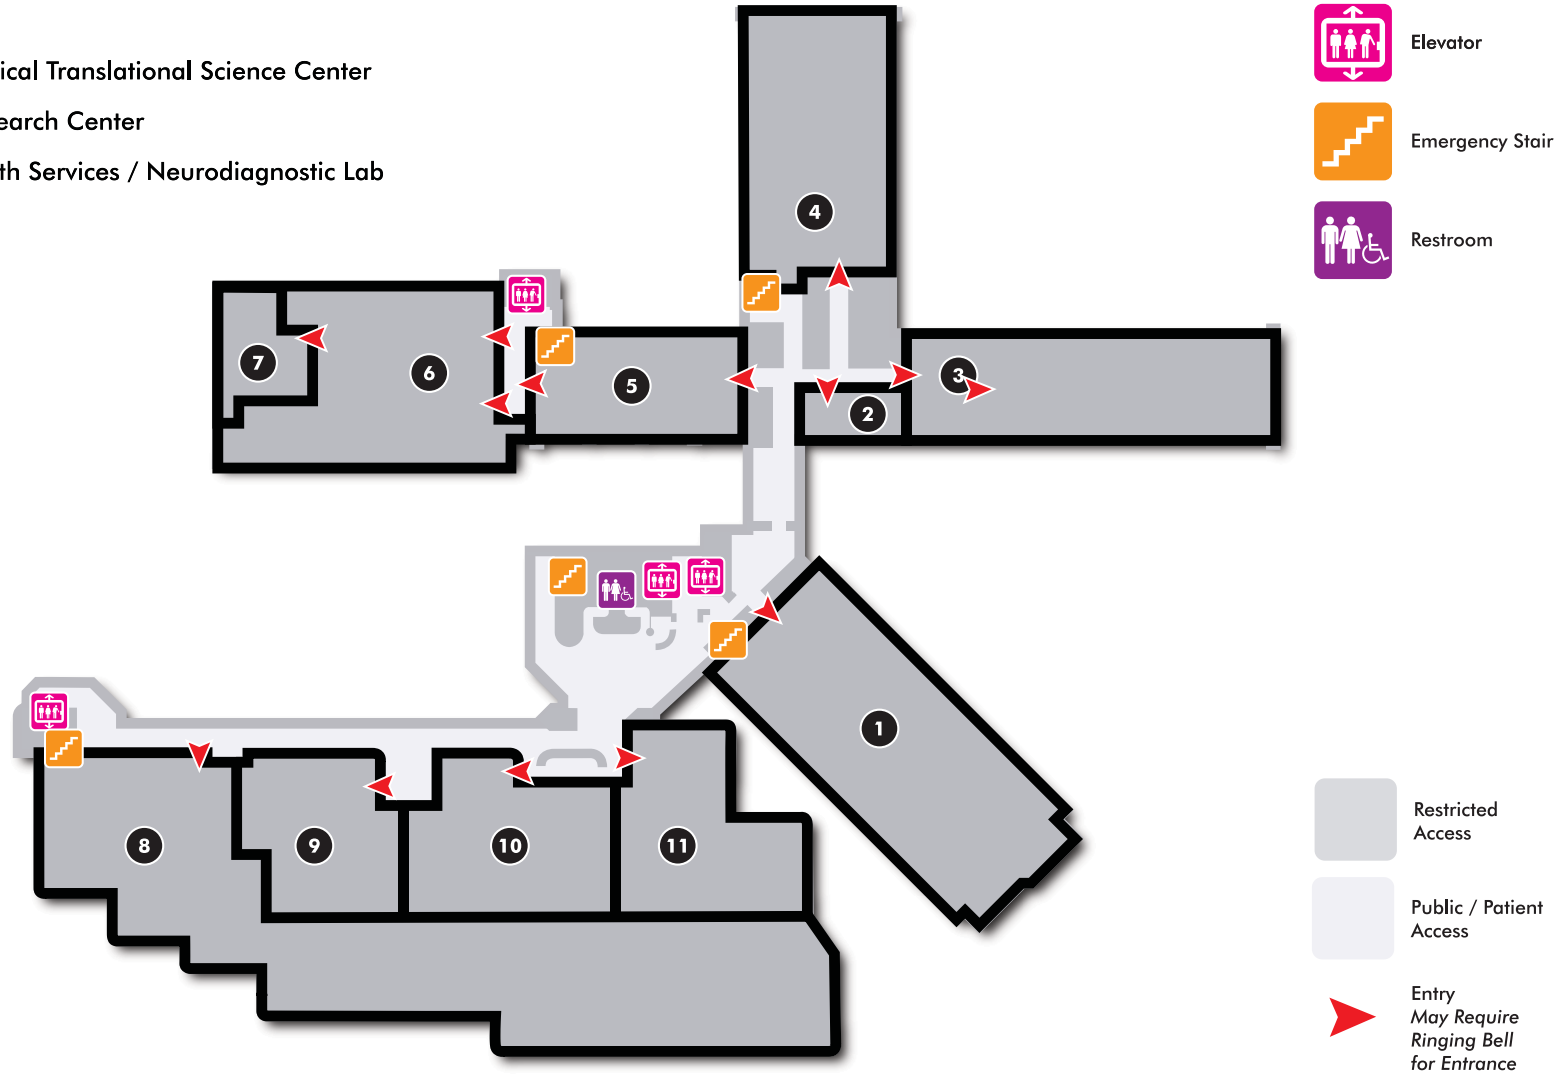 ical Translational Science Center
earch Center
th Services / Neurodiagnostic Lab
Elevator
Emergency Stair
Restroom
4
7
6
5
3
2
1
8
9
10
11
Restricted
Access
Public / Patient
Access
Entry
May Require
Ringing Bell
for Entrance